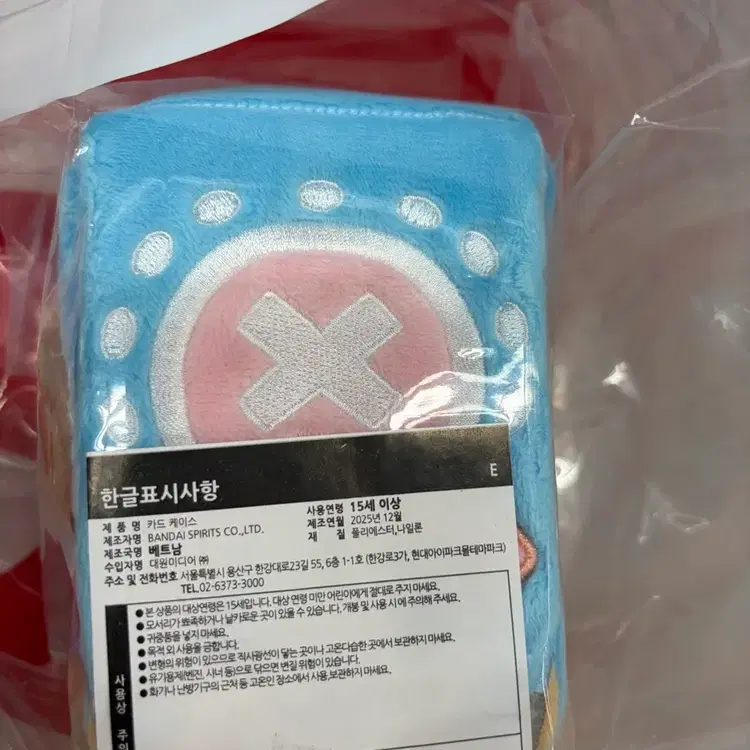 한글표시사항
E
제 품 명 카드 케이스
사용연령 15세 이상
제조자명 BANDAI SPIRITS CO.,LTD.
제조연월 2025년 12월
제조국명 베트남
재 질 폴리에스터,나일론
수입자명 대원미디어 ㈜
주소 및 전화번호 서울특별시 용산구 한강대로23길 55, 6층 1-1호 (한강로3가, 현대아이파크몰테마파크)
TEL.02-6373-3000
사용상 주의
● 본 상품의 대상연령은 15세입니다. 대상 연령 미만 어린아이에게 절대로 주지 마세요.
● 모서리가 뾰족하거나 날카로운 곳이 있을 수 있습니다. 개봉 및 사용 시에 주의해 주세요.
● 귀중품을 넣지 마세요.
● 목적 외 사용을 금합니다.
● 변형의 위험이 있으므로 직사광선이 닿는 곳이나 고온다습한 곳에서 보관하지 마세요.
● 유기용제(벤진, 시너 등)으로 닦으면 변질 위험이 있습니다.
● 화기나 난방기구의 근처 등 고온인 장소에서 사용,보관하지 마세요.